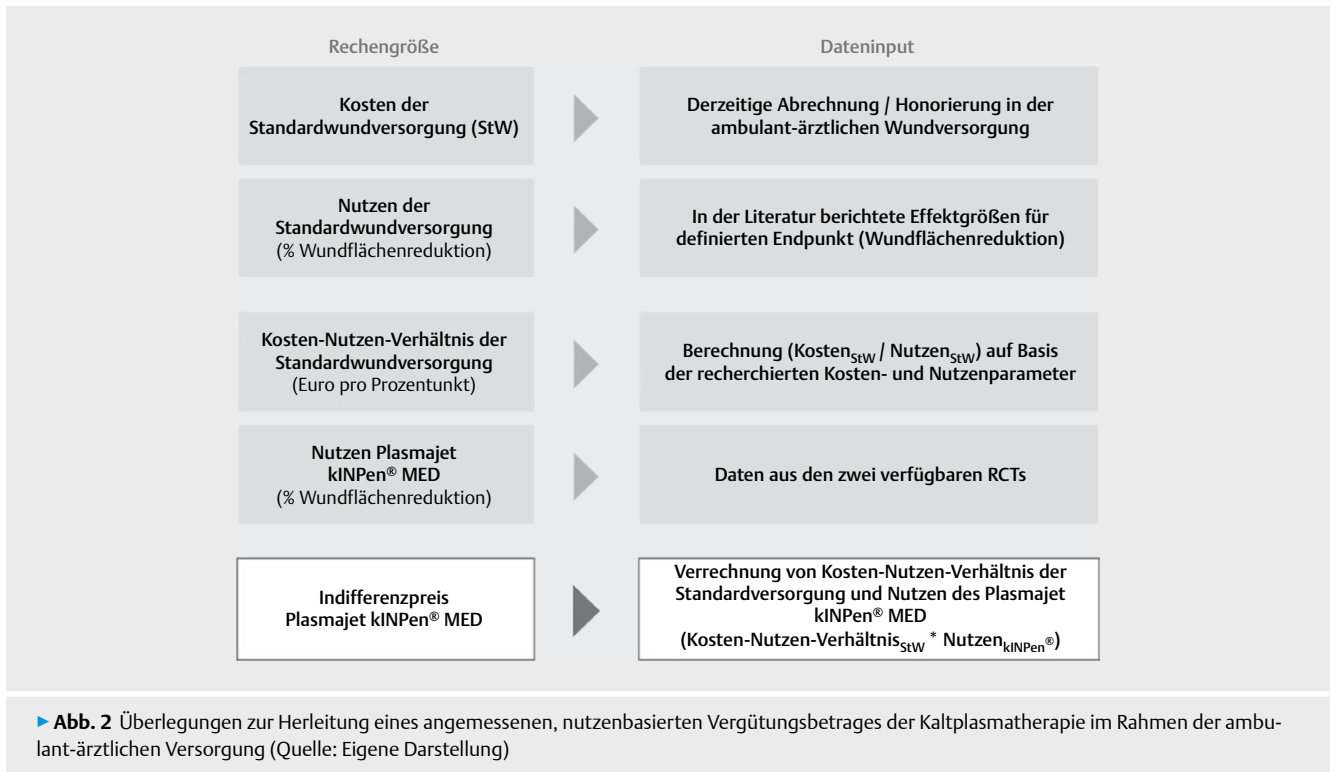 Rechengröße
Dateninput
Kosten der
Standardwundversorgung (StW)
Derzeitige Abrechnung / Honorierung in der
ambulant-ärztlichen Wundversorgung
Nutzen der
Standardwundversorgung
(% Wundflächenreduktion)
In der Literatur berichtete Effektgrößen für
definierten Endpunkt (Wundflächenreduktion)
Kosten-Nutzen-Verhältnis der
Standardwundversorgung
(Euro pro Prozentunkt)
Berechnung (Kosten_StW / Nutzen_StW) auf Basis
der recherchierten Kosten- und Nutzenparameter
Nutzen Plasmajet
kINPen® MED
(% Wundflächenreduktion)
Daten aus den zwei verfügbaren RCTs
Indifferenzpreis
Plasmajet kINPen® MED
Verrechnung von Kosten-Nutzen-Verhältnis der
Standardversorgung und Nutzen des Plasmajet
kINPen® MED
(Kosten-Nutzen-Verhältnis_StW * Nutzen_kINPen®)
▶ Abb. 2 Überlegungen zur Herleitung eines angemessenen, nutzenbasierten Vergütungsbetrages der Kaltplasmatherapie im Rahmen der ambu-
lant-ärztlichen Versorgung (Quelle: Eigene Darstellung)